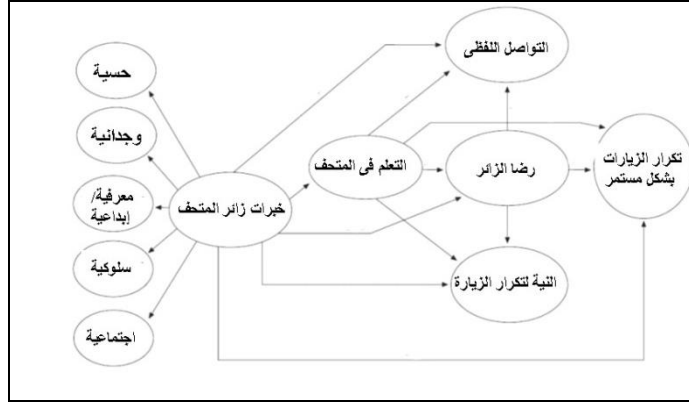 التواصل اللفظى
حسية
وجدانية
تكرار الزيارات
بشكل مستمر
رضا الزائر
التعلم فى المتحف
معرفية/
إبداعية
خبرات زائر المتحف
سلوكية
النية لتكرار الزيارة
اجتماعية